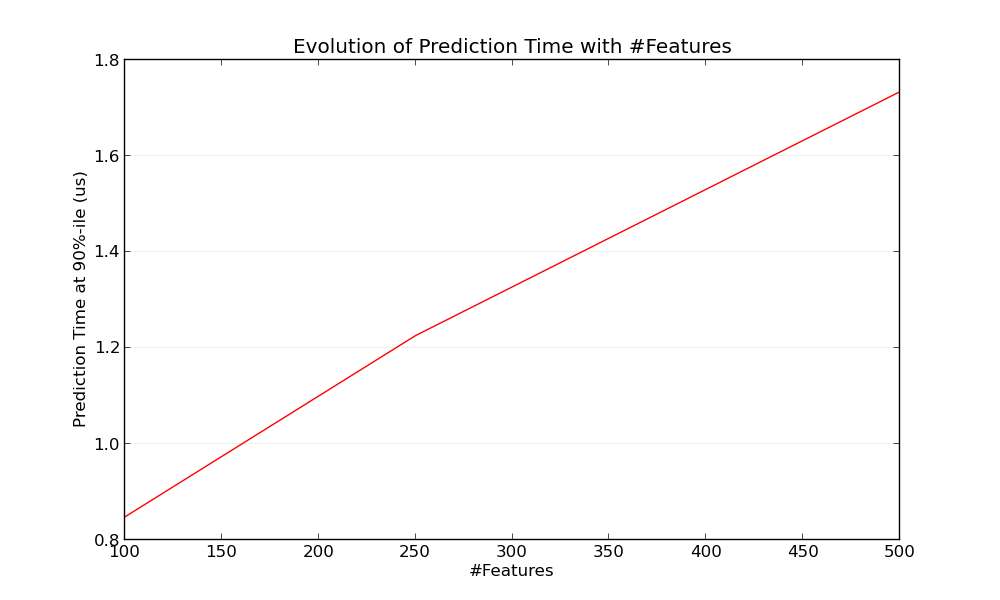 Evolution of Prediction Time with #Features
Prediction Time at 90%-ile (us)
1.8
1.6
1.4
1.2
1.0
0.8
100 150 200 250 300 350 400 450 500
#Features